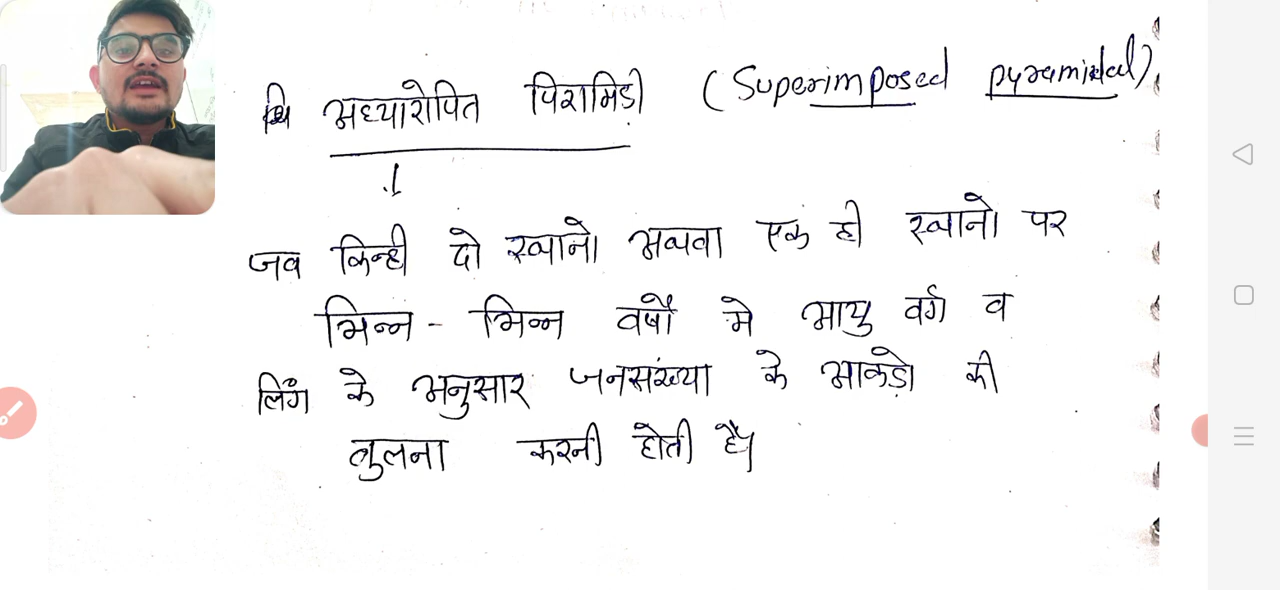 अध्यारोपित पिरामिडो (Superimposed pyramidal)
जब किन्ही दो स्थानो अथवा एक ही स्थानो पर
भिन्न - भिन्न वर्षो मे आयु वर्ग व
लिंग के अनुसार जनसंख्या के आकडो की
तुलना करनी होती है।